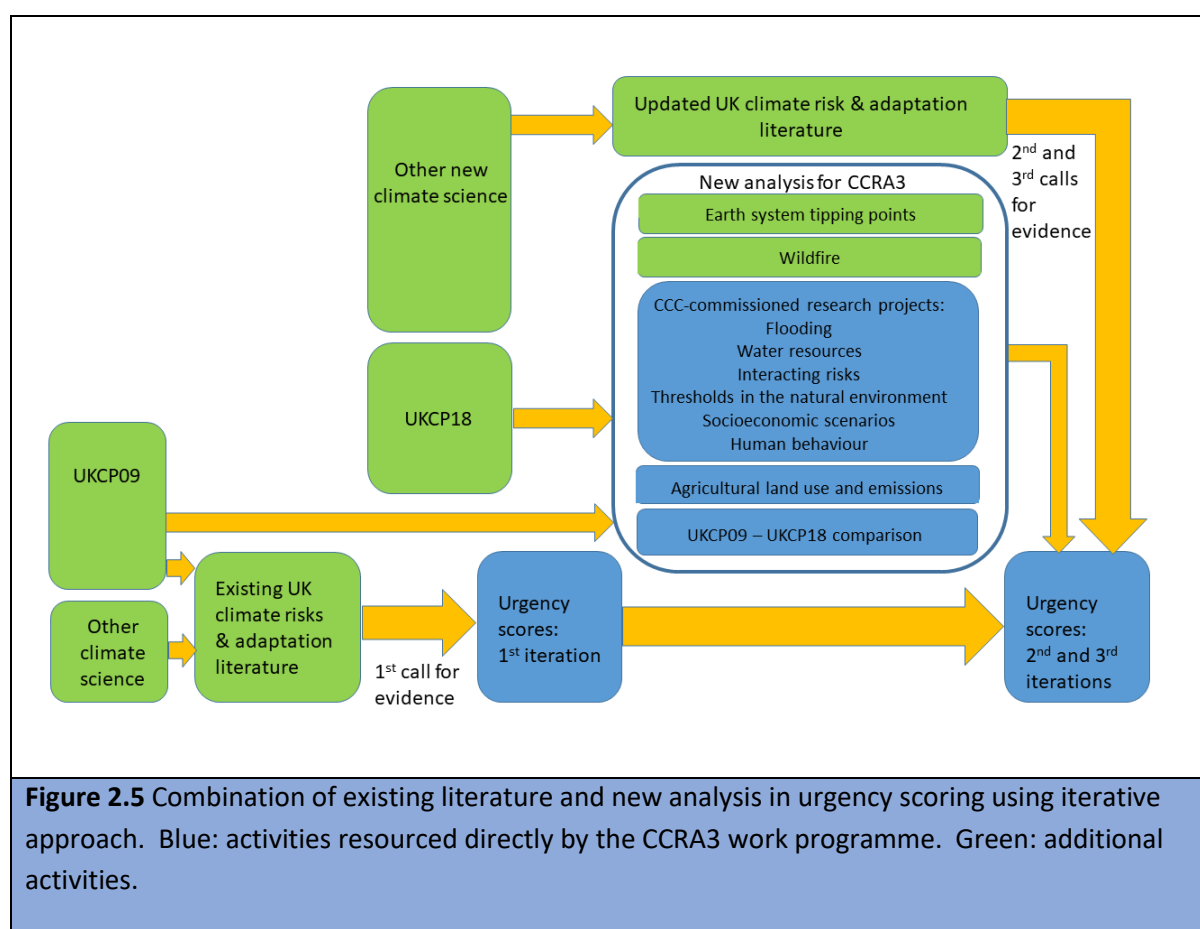 Updated UK climate risk & adaptation
literature
Other new
climate science
2nd and
3rd calls
for
evidence
New analysis for CCRA3
Earth system tipping points
Wildfire
CCC-commissioned research projects:
Flooding
Water resources
Interacting risks
Thresholds in the natural environment
Socioeconomic scenarios
Human behaviour
UKCP18
UKCP09
Agricultural land use and emissions
UKCP09 – UKCP18 comparison
Other
climate
science
Existing UK
climate risks
& adaptation
literature
1st call for
evidence
Urgency
scores:
1st iteration
Urgency
scores:
2nd and 3rd
iterations
Figure 2.5 Combination of existing literature and new analysis in urgency scoring using iterative
approach.  Blue: activities resourced directly by the CCRA3 work programme.  Green: additional
activities.